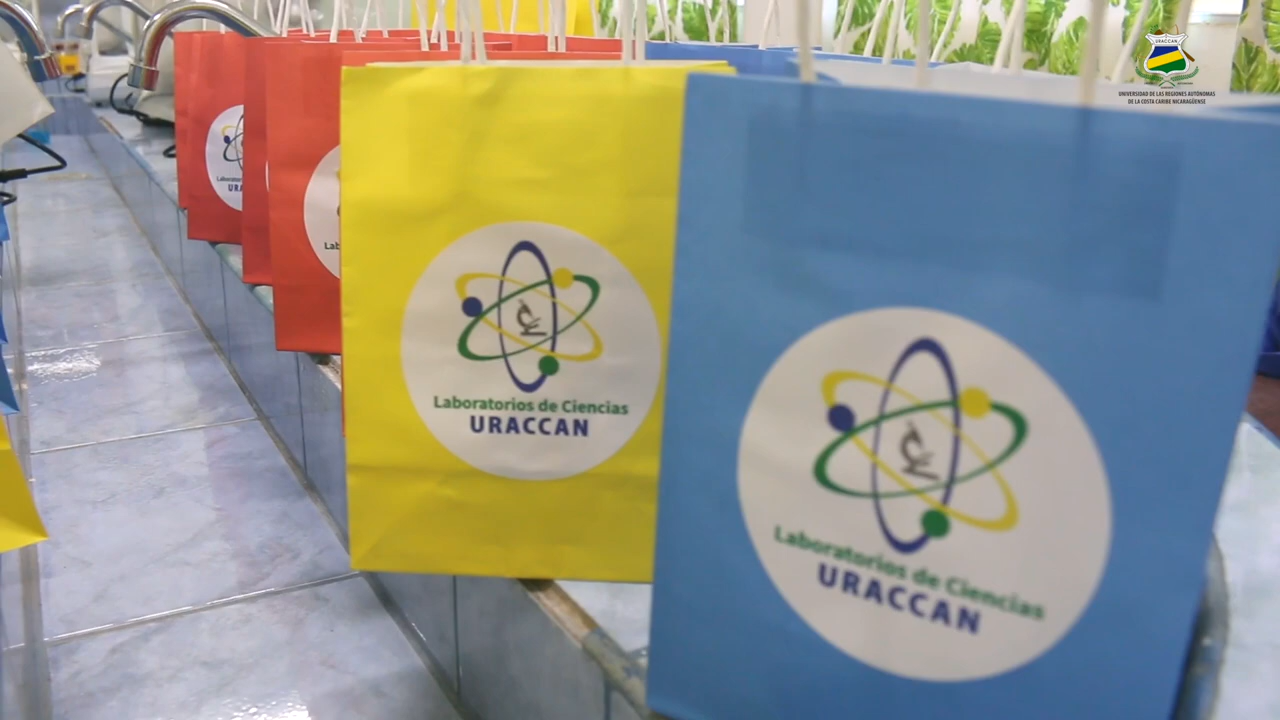 URACCAN
UNIVERSIDAD DE LAS REGIONES AUTÓNOMAS
DE LA COSTA CARIBE NICARAGÜENSE
Laboratorios de Ciencias
URACCAN
Laboratorios de Ciencias
URACCAN